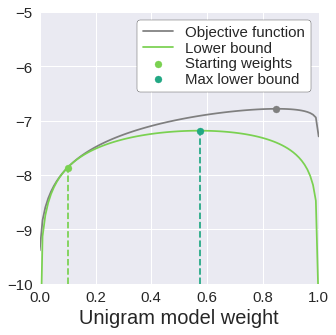 −5
−6
−7
−8
−9
−10
Objective function
Lower bound
Starting weights
Max lower bound
0.0 0.2 0.4 0.6 0.8 1.0
Unigram model weight